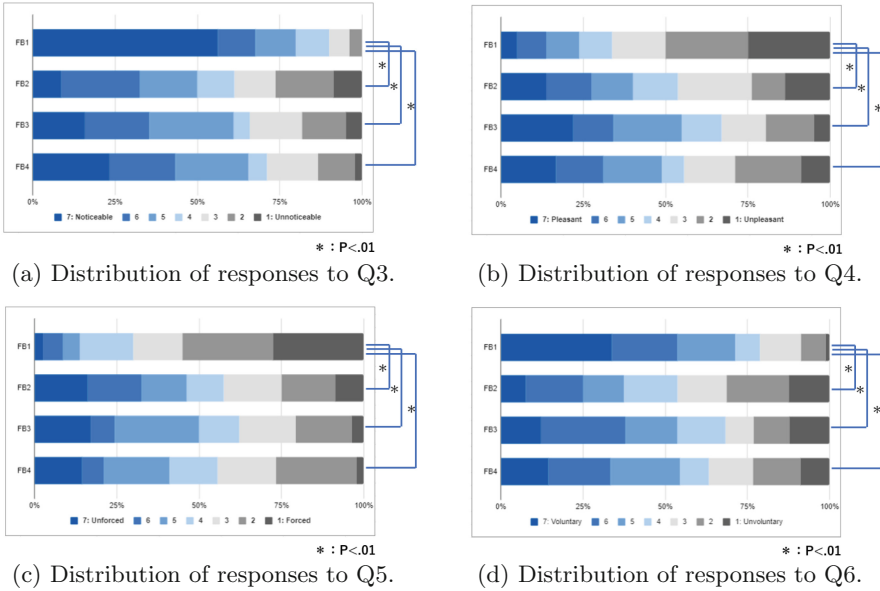 FB1
*
FB2
*
FB3
*
FB4
0% 25% 50% 75% 100%
7: Noticeable 6 5 4 3 2 1: Unnoticeable
* : P<.01
(a) Distribution of responses to Q3.
FB1
*
FB2
*
FB3
*
FB4
0% 25% 50% 75% 100%
7: Pleasant 6 5 4 3 2 1: Unpleasant
* : P<.01
(b) Distribution of responses to Q4.
FB1
*
FB2
*
FB3
*
FB4
0% 25% 50% 75% 100%
7: Unforced 6 5 4 3 2 1: Forced
* : P<.01
(c) Distribution of responses to Q5.
FB1
*
FB2
*
FB3
*
FB4
0% 25% 50% 75% 100%
7: Voluntary 6 5 4 3 2 1: Unvoluntary
* : P<.01
(d) Distribution of responses to Q6.